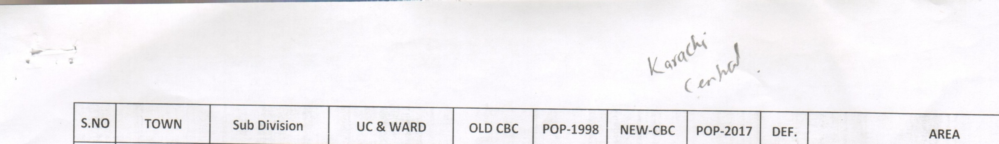 Karachi
Central.
S.NO TOWN Sub Division UC & WARD OLD CBC POP-1998 NEW-CBC POP-2017 DEF. AREA